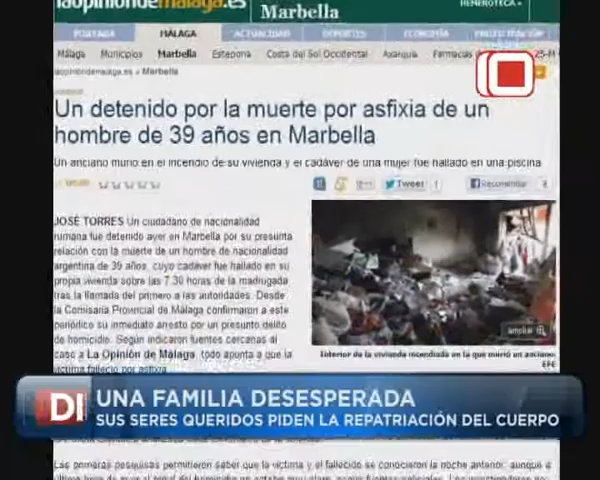 laopiniondemálaga.es
Marbella
HEMEROTECA »
PORTADA MÁLAGA ACTUALIDAD DEPORTES ECONOMÍA
Málaga Municipios Marbella Estepona Costa del Sol Occidental Axarquía Farmacias 25-M
laopiniondemalaga.es » Marbella
Un detenido por la muerte por asfixia de un
hombre de 39 años en Marbella
Un anciano murió en el incendio de su vivienda y el cadáver de una mujer fue hallado en una piscina
Tweet 1 Recomendar 3
JOSÉ TORRES Un ciudadano de nacionalidad
rumana fue detenido ayer en Marbella por su presunta
relación con la muerte de un hombre de nacionalidad
argentina de 39 años, cuyo cadáver fue hallado en su
propia vivienda sobre las 7.30 horas de la madrugada
tras la llamada del primero a las autoridades. Desde
la Comisaría Provincial de Málaga confirmaron a este
periódico su inmediato arresto por un presunto delito
de homicidio. Según indicaron fuentes cercanas al
caso a La Opinión de Málaga, todo apunta a que la
víctima falleció por asfixia
ampliar
Interior de la vivienda incendiada en la que murió un anciano.
EFE
DI
UNA FAMILIA DESESPERADA
SUS SERES QUERIDOS PIDEN LA REPATRIACIÓN DEL CUERPO
Las primeras pesquisas permitieron saber que la víctima y el fallecido se conocieron la noche anterior, aunque a